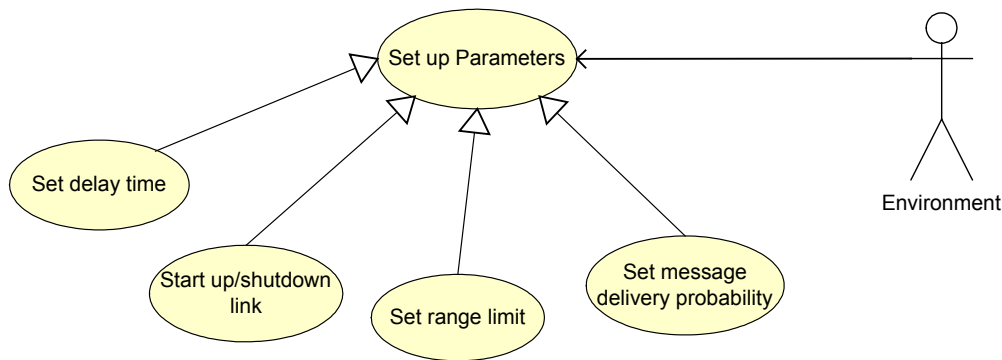 Set up Parameters
Set delay time
Environment
Start up/shutdown
link
Set range limit
Set message
delivery probability